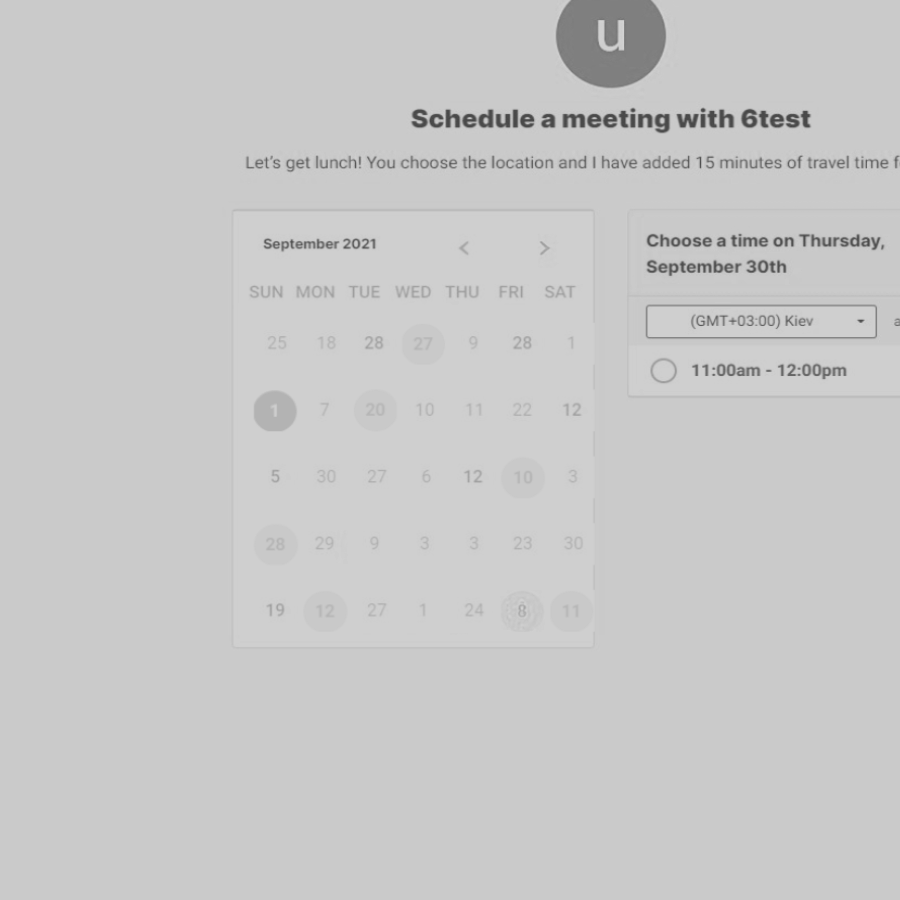 u
Schedule a meeting with 6test
Let's get lunch! You choose the location and I have added 15 minutes of travel time
September 2021 < >
SUN MON TUE WED THU FRI SAT
25 18 28 27 9 28 1
1 7 20 10 11 22 12
5 30 27 6 12 10 3
28 29 9 3 3 23 30
19 12 27 1 24 8 11
Choose a time on Thursday,
September 30th
(GMT+03:00) Kiev
11:00am - 12:00pm